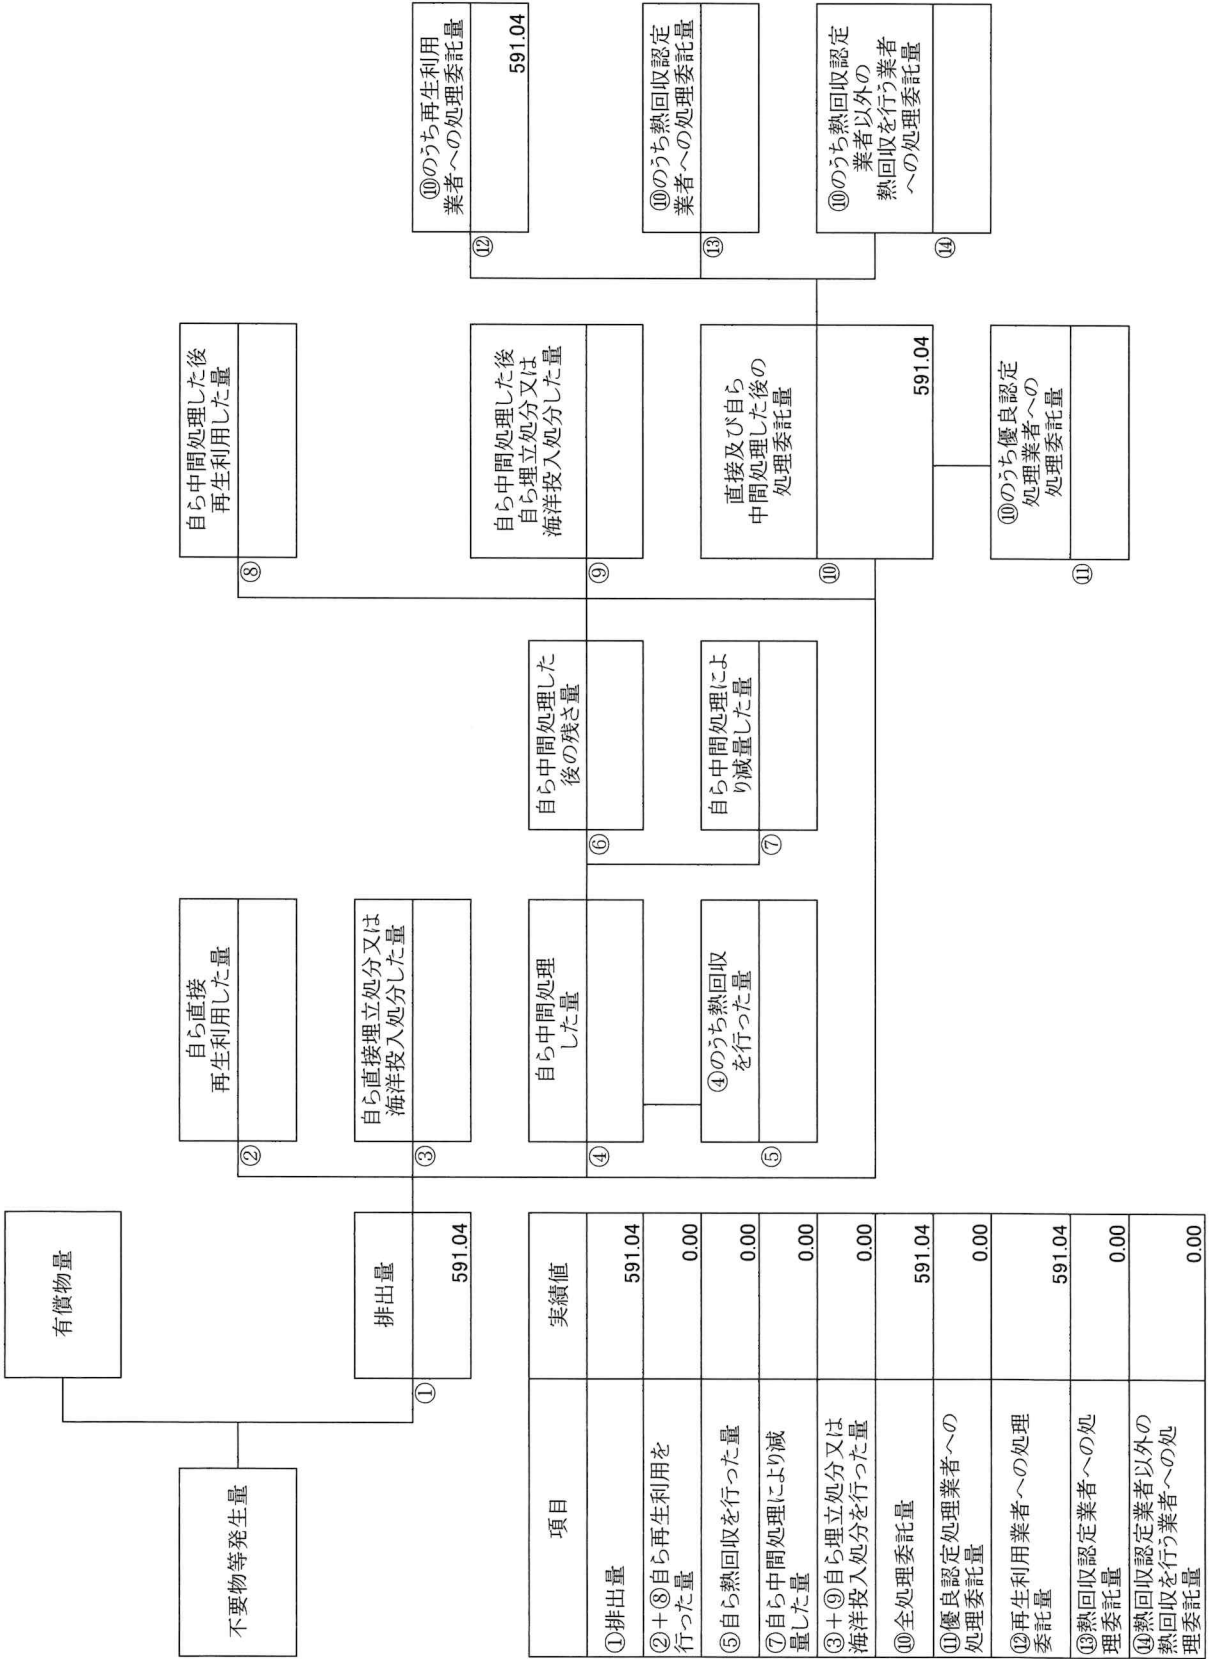 不要物等発生量
有償物量
排出量
①
591.04
自ら直接
再生利用した量
②
自ら直接埋立処分又は
海洋投入処分した量
③
自ら中間処理
した量
④
④のうち熱回収
を行った量
⑤
自ら中間処理した
後の残さ量
⑥
自ら中間処理によ
り減量した量
⑦
自ら中間処理した後
再生利用した量
⑧
自ら中間処理した後
自ら埋立処分又は
海洋投入処分した量
⑨
直接及び自ら
中間処理した後の
処理委託量
⑩
591.04
⑩のうち優良認定
処理業者への
処理委託量
⑪
⑩のうち再生利用
業者への処理委託量
⑫
591.04
⑩のうち熱回収認定
業者への処理委託量
⑬
⑩のうち熱回収認定
業者以外の
熱回収を行う業者
への処理委託量
⑭
項目 実績値
①排出量 591.04
②+⑧自ら再生利用を
行った量 0.00
⑤自ら熱回収を行った量 0.00
⑦自ら中間処理により減
量した量 0.00
③+⑨自ら埋立処分又は
海洋投入処分を行った量 0.00
⑩全処理委託量 591.04
⑪優良認定処理業者への
処理委託量 0.00
⑫再生利用業者への処理
委託量 591.04
⑬熱回収認定業者への処
理委託量 0.00
⑭熱回収認定業者以外の
熱回収を行う業者への処
理委託量 0.00